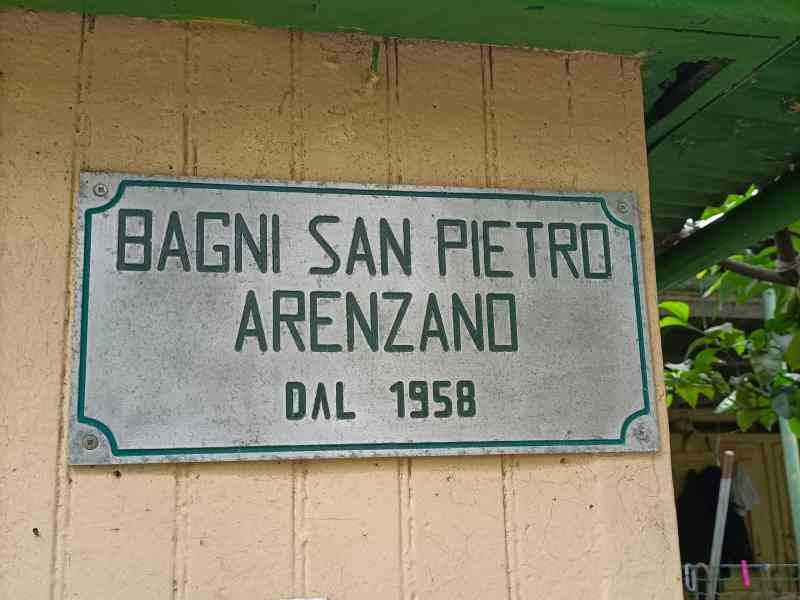 BAGNI SAN PIETRO
ARENZANO
DAL 1958